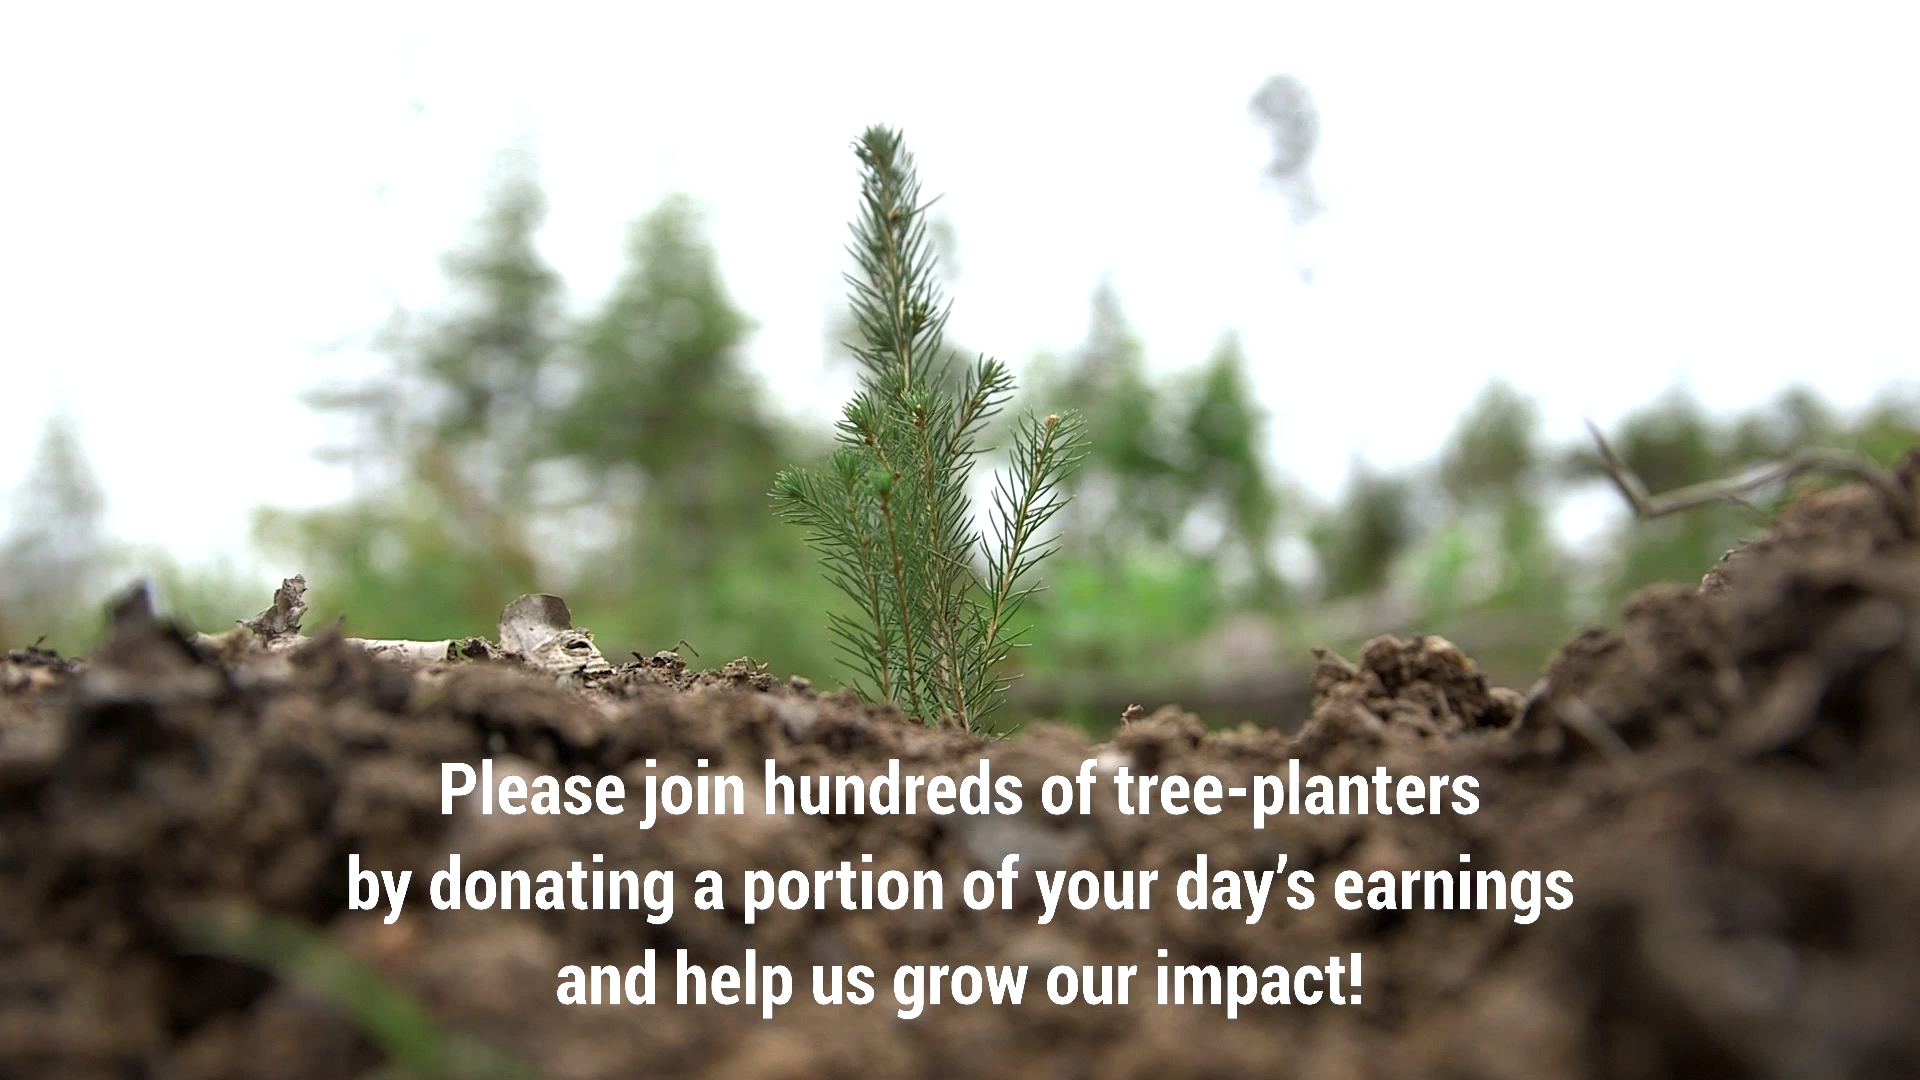 Please join hundreds of tree-planters
by donating a portion of your day’s earnings
and help us grow our impact!